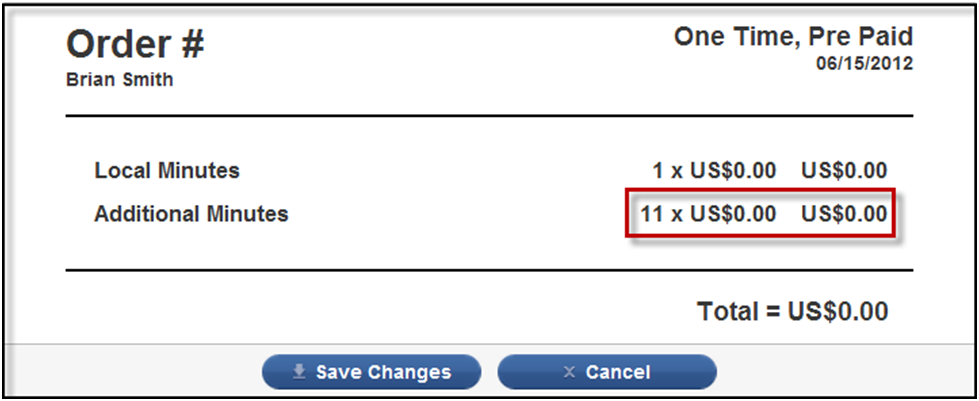 Order #
One Time, Pre Paid
Brian Smith
06/15/2012
Local Minutes 1 x US$0.00 US$0.00
Additional Minutes 11 x US$0.00 US$0.00
Total = US$0.00
Save Changes Cancel